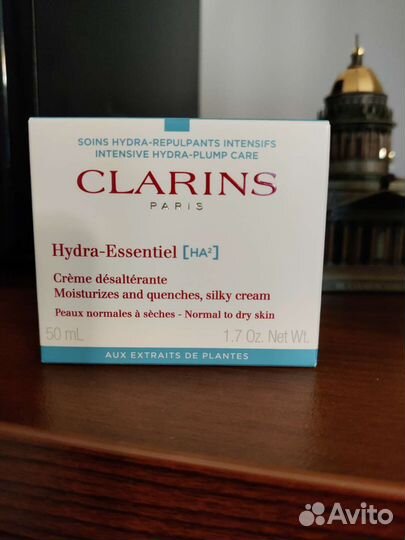 SOINS HYDRA-REPULPANTS INTENSIFS
INTENSIVE HYDRA-PLUMP CARE
CLARINS
PARIS
Hydra-Essentiel [HA²]
Crème désaltérante
Moisturizes and quenches, silky cream
Peaux normales à sèches - Normal to dry skin
50 mL 1.7 Oz. Net Wt.
AUX EXTRAITS DE PLANTES
Avito